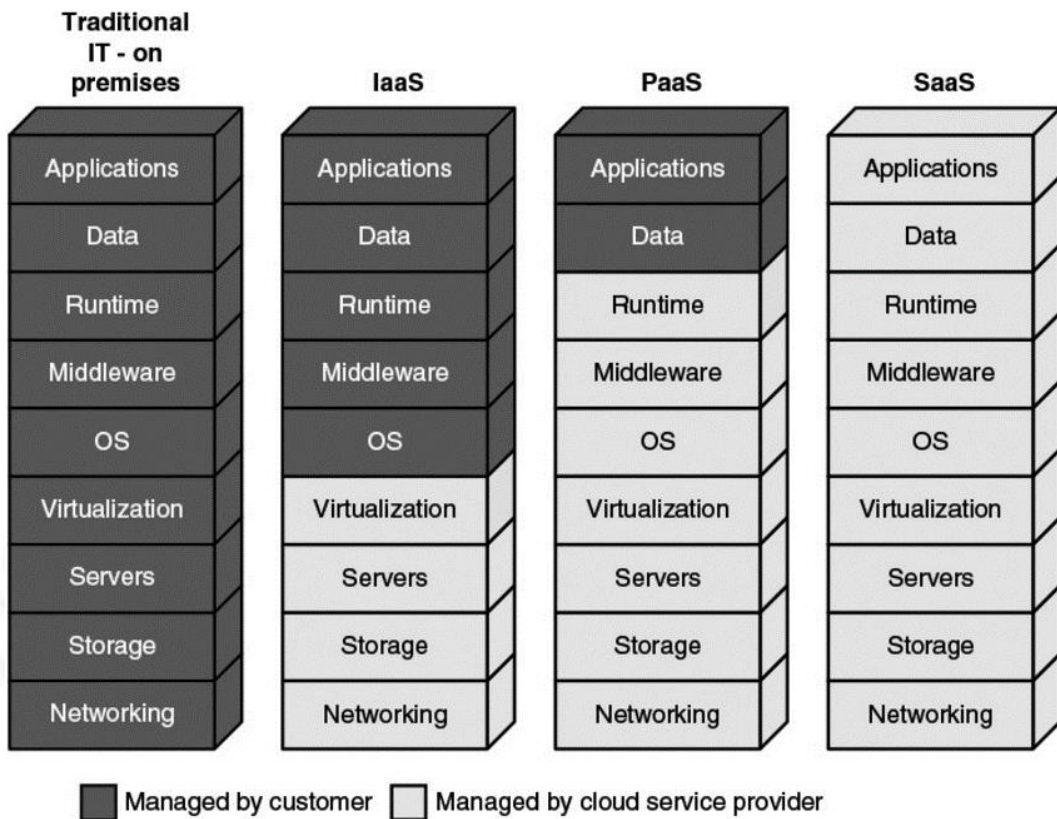 Traditional
IT - on
premises
IaaS
PaaS
SaaS
Applications
Data
Runtime
Middleware
OS
Virtualization
Servers
Storage
Networking
Applications
Data
Runtime
Middleware
OS
Virtualization
Servers
Storage
Networking
Applications
Data
Runtime
Middleware
OS
Virtualization
Servers
Storage
Networking
Applications
Data
Runtime
Middleware
OS
Virtualization
Servers
Storage
Networking
Managed by customer
Managed by cloud service provider